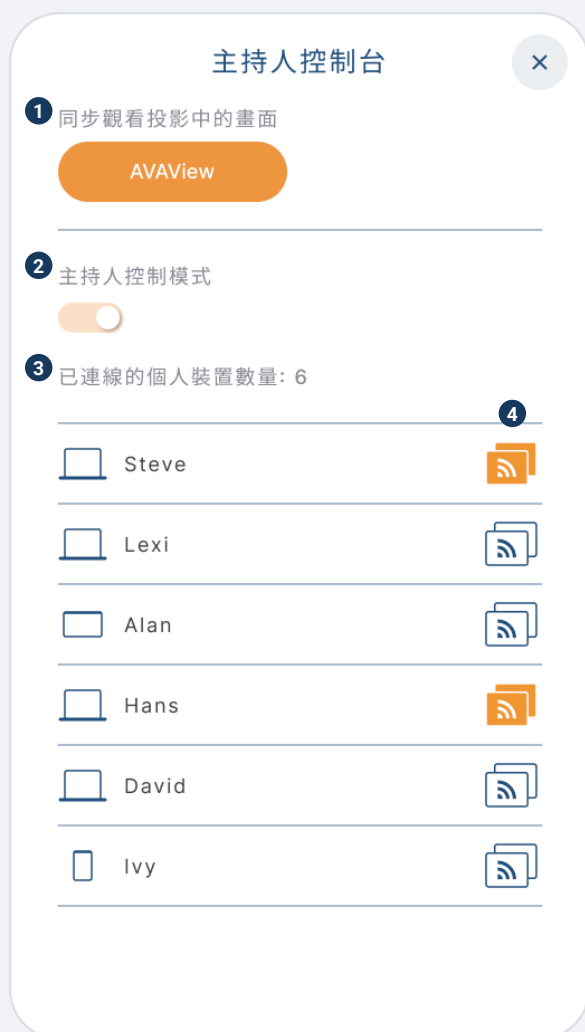 主持人控制台
×
1 同步觀看投影中的畫面
AVAView
2 主持人控制模式
3 已連線的個人裝置數量: 6
4
Steve
Lexi
Alan
Hans
David
Ivy